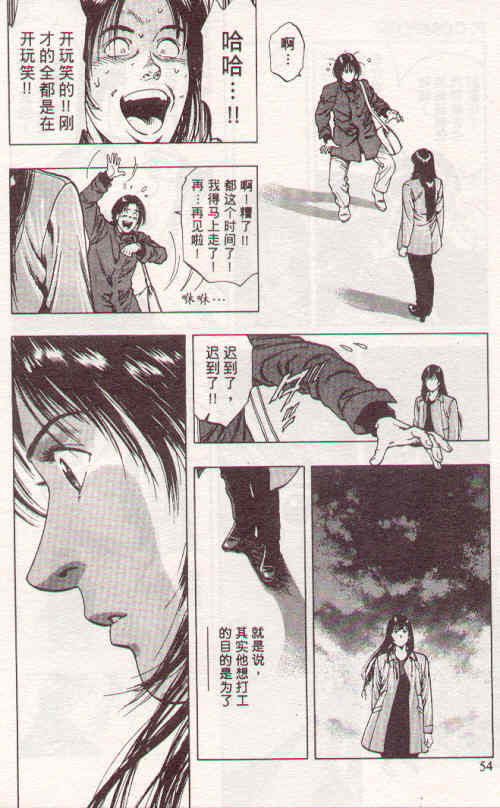 啊…
哈哈…!!
开玩笑的!!刚
才的全都是在
开玩笑!!
啊!糟了!!
都这个时间了!
我得马上走了!
再…再见啦!
咻咻…
迟到了,
迟到了!!
就是说,
其实他想打工
的目的是为了
——
54